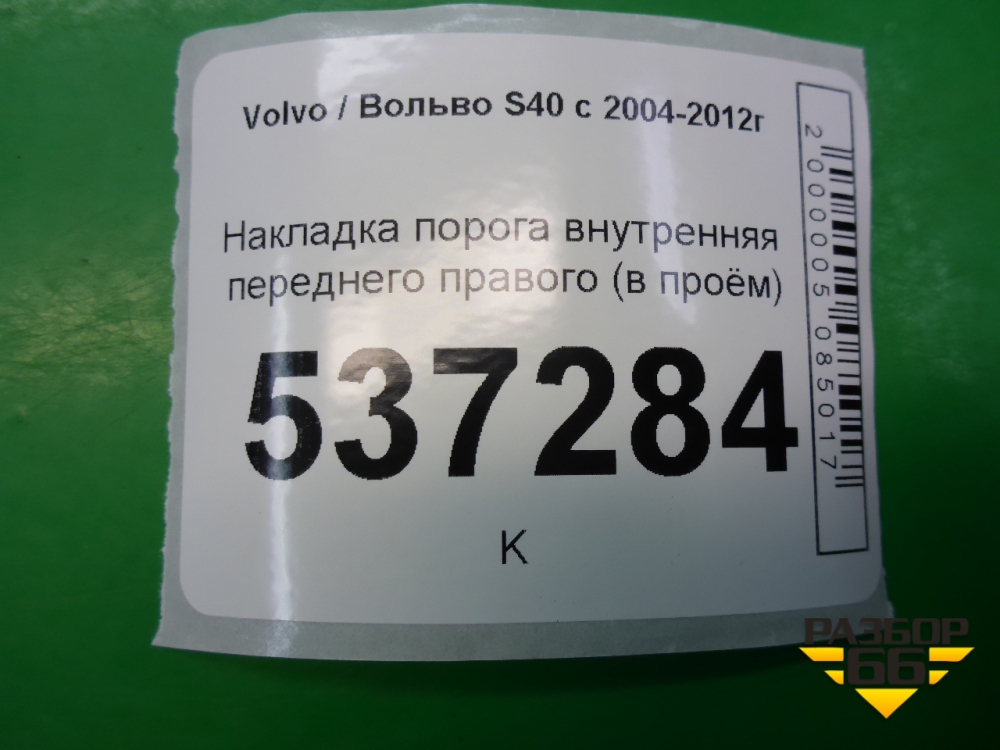 Volvo / Вольво S40 с 2004-2012г
Накладка порога внутренняя
переднего правого (в проём)
537284
К
2000005085017
РАЗБОР
66